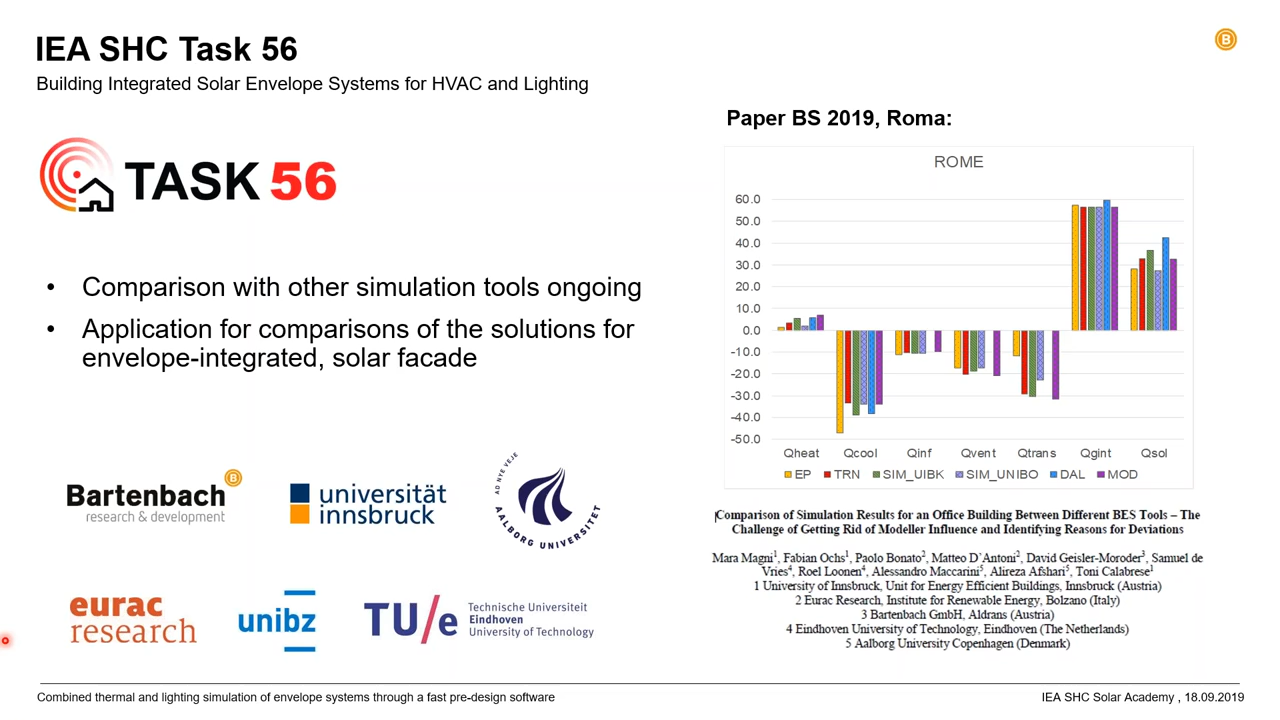 IEA SHC Task 56
Building Integrated Solar Envelope Systems for HVAC and Lighting
B
TASK 56
• Comparison with other simulation tools ongoing
• Application for comparisons of the solutions for
envelope-integrated, solar facade
Bartenbach
B
research & development
universität
innsbruck
AD NYE VEJE
AALBORG UNIVERSITET
eurac
research
unibz
TU/e
Technische Universiteit
Eindhoven
University of Technology
Paper BS 2019, Roma:
ROME
60.0
50.0
40.0
30.0
20.0
10.0
0.0
-10.0
-20.0
-30.0
-40.0
-50.0
Qheat Qcool Qinf Qvent Qtrans Qgint Qsol
EP TRN SIM_UIBK SIM_UNIBO DAL MOD
Comparison of Simulation Results for an Office Building Between Different BES Tools – The
Challenge of Getting Rid of Modeller Influence and Identifying Reasons for Deviations
Mara Magni1, Fabian Ochs1, Paolo Bonato2, Matteo D'Antoni2, David Geisler-Moroder3, Samuel de
Vries4, Roel Loonen4, Alessandro Maccarini5, Alireza Afshari5, Toni Calabrese1
1 University of Innsbruck, Unit for Energy Efficient Buildings, Innsbruck (Austria)
2 Eurac Research, Institute for Renewable Energy, Bolzano (Italy)
3 Bartenbach GmbH, Aldrans (Austria)
4 Eindhoven University of Technology, Eindhoven (The Netherlands)
5 Aalborg University Copenhagen (Denmark)
Combined thermal and lighting simulation of envelope systems through a fast pre-design software
IEA SHC Solar Academy , 18.09.2019